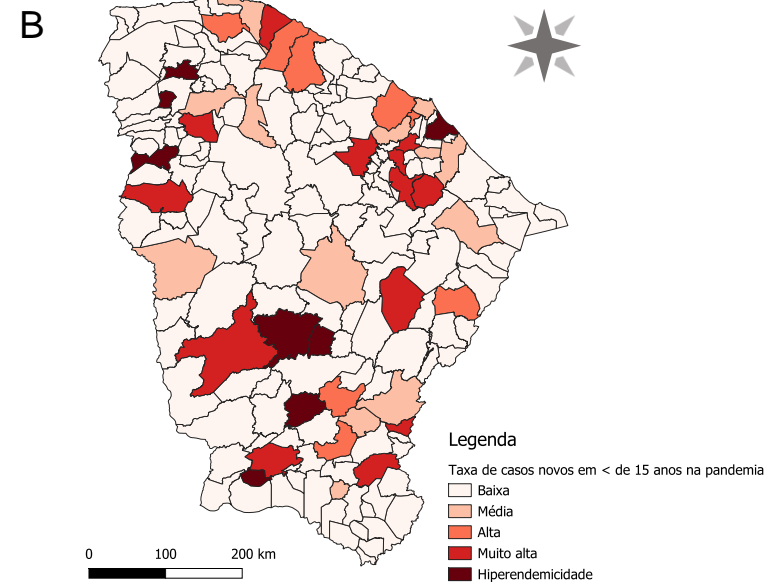 B
Legenda
Taxa de casos novos em < de 15 anos na pandemia
Baixa
Média
Alta
Muito alta
Hiperendemicidade
0 100 200 km